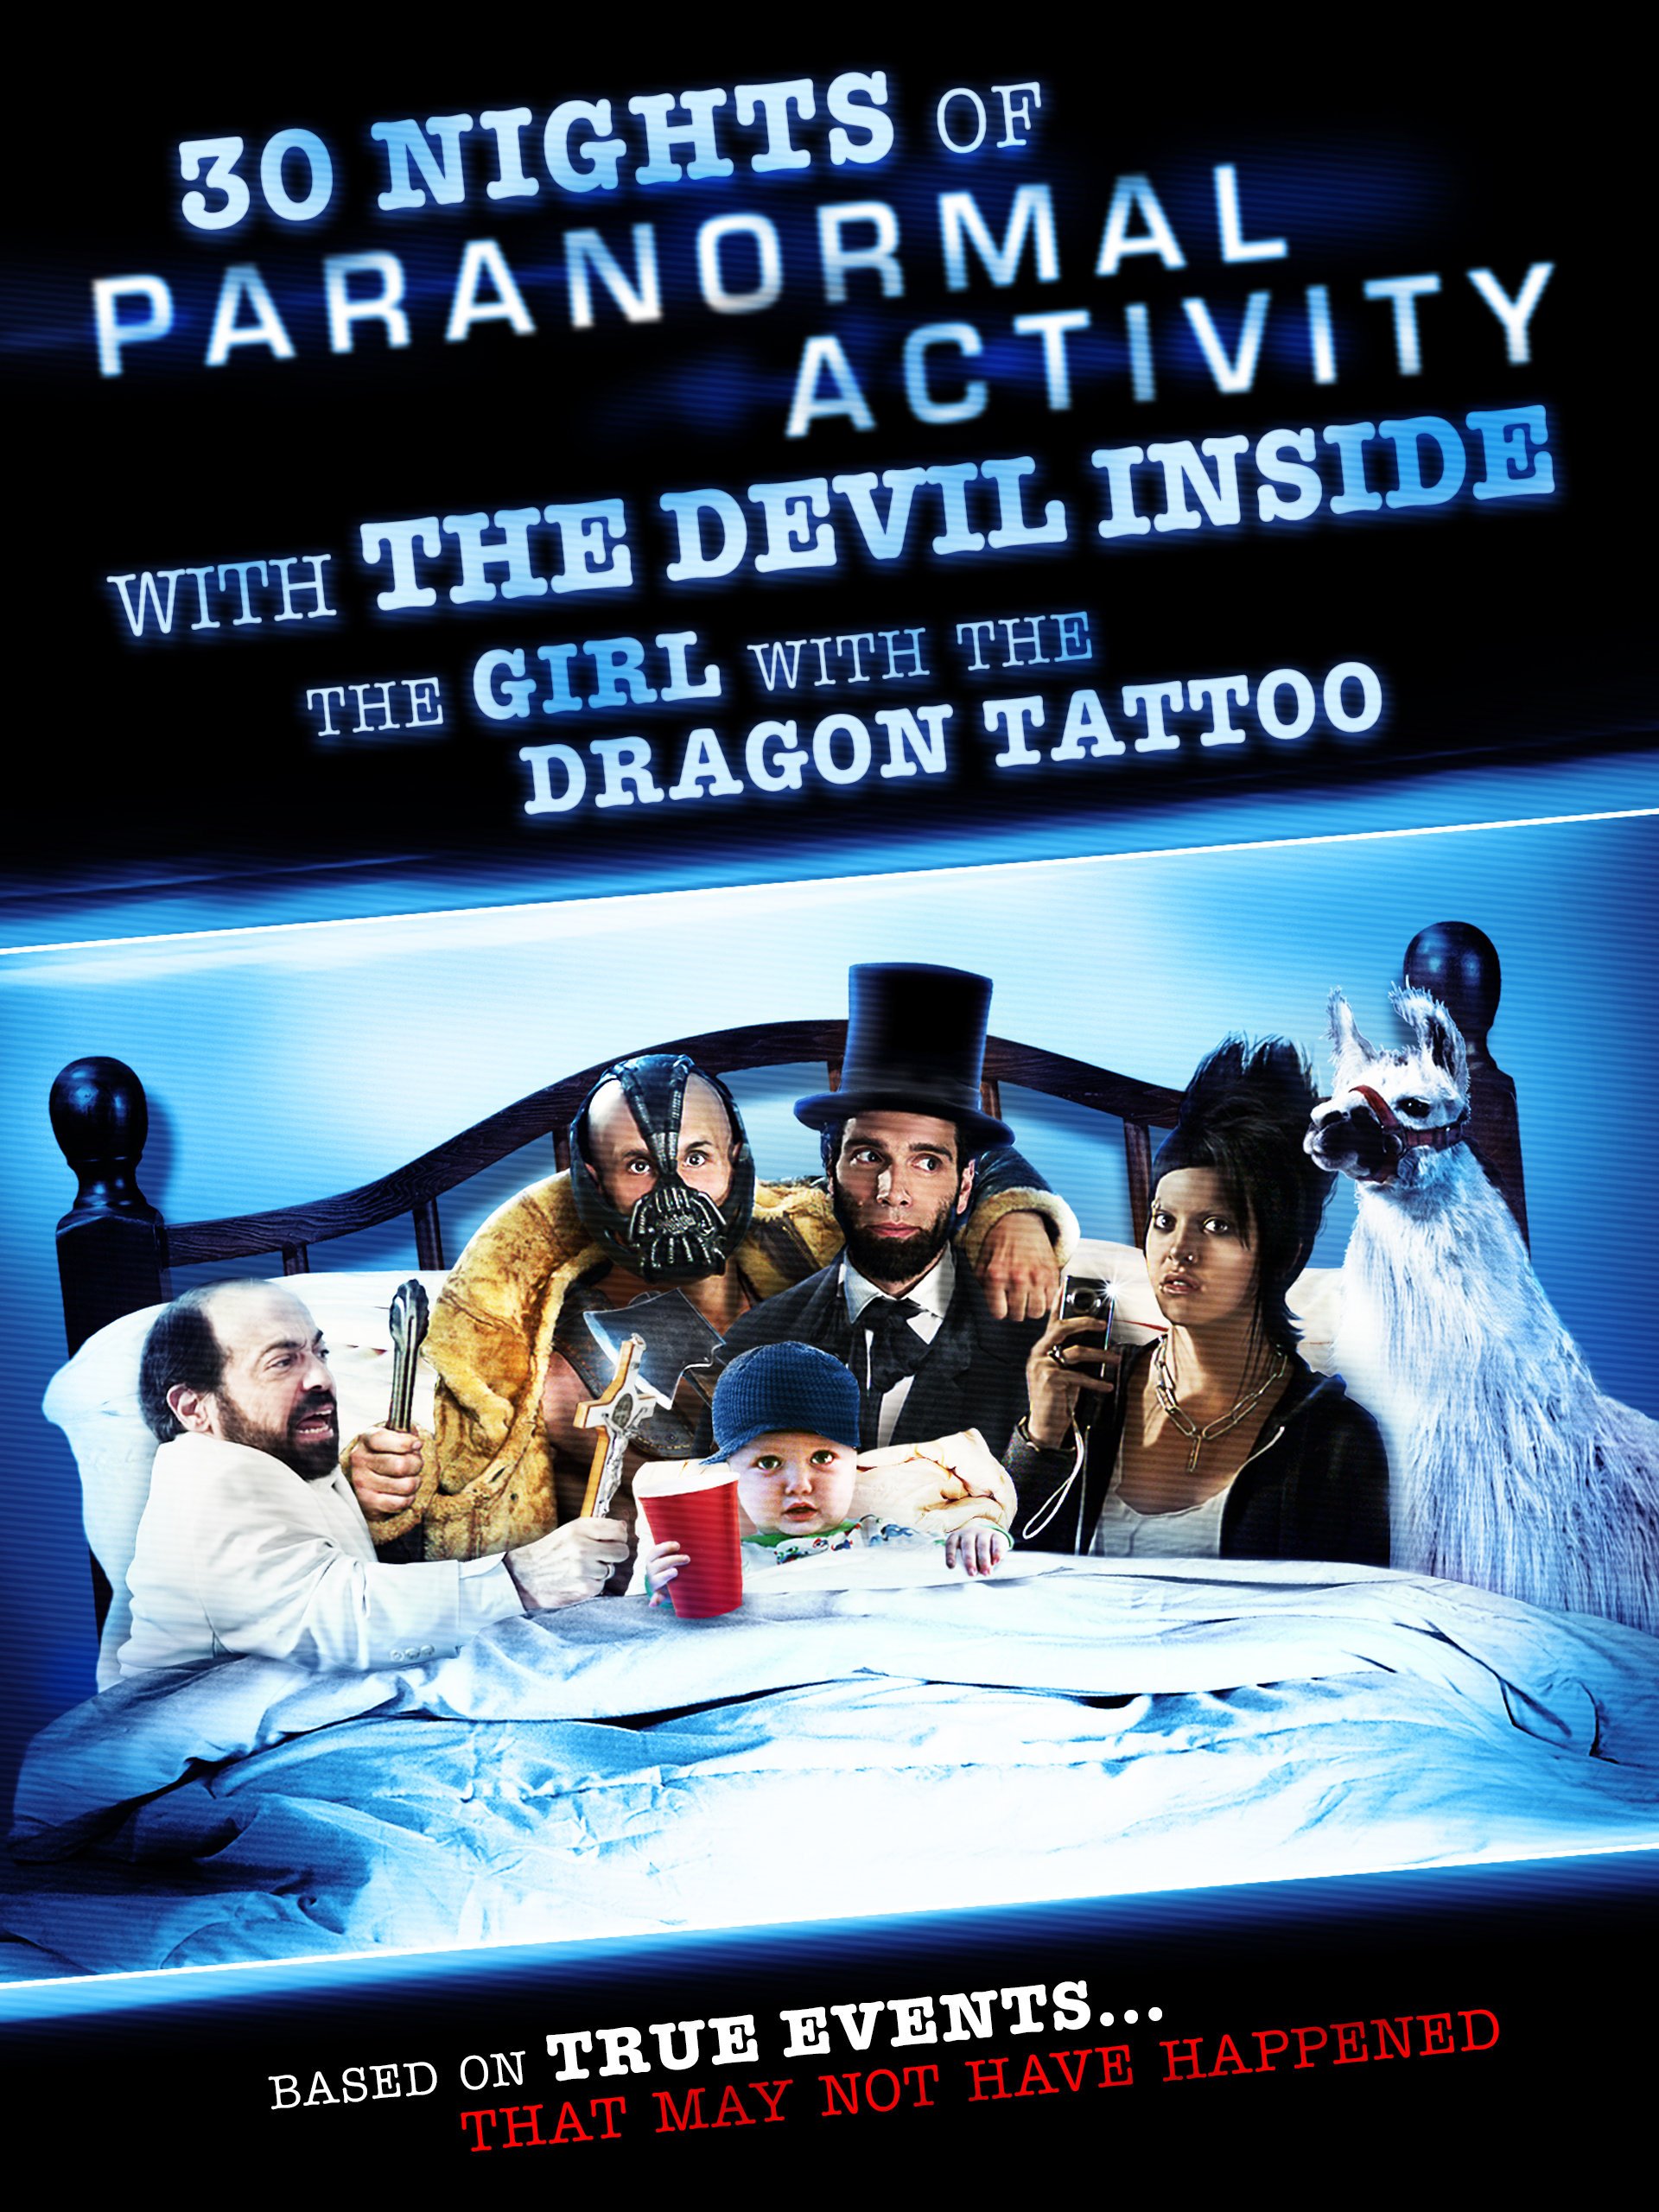 30 NIGHTS OF
PARANORMAL
ACTIVITY
WITH THE DEVIL INSIDE
THE GIRL WITH THE
DRAGON TATTOO
BASED ON TRUE EVENTS...
THAT MAY NOT HAVE HAPPENED